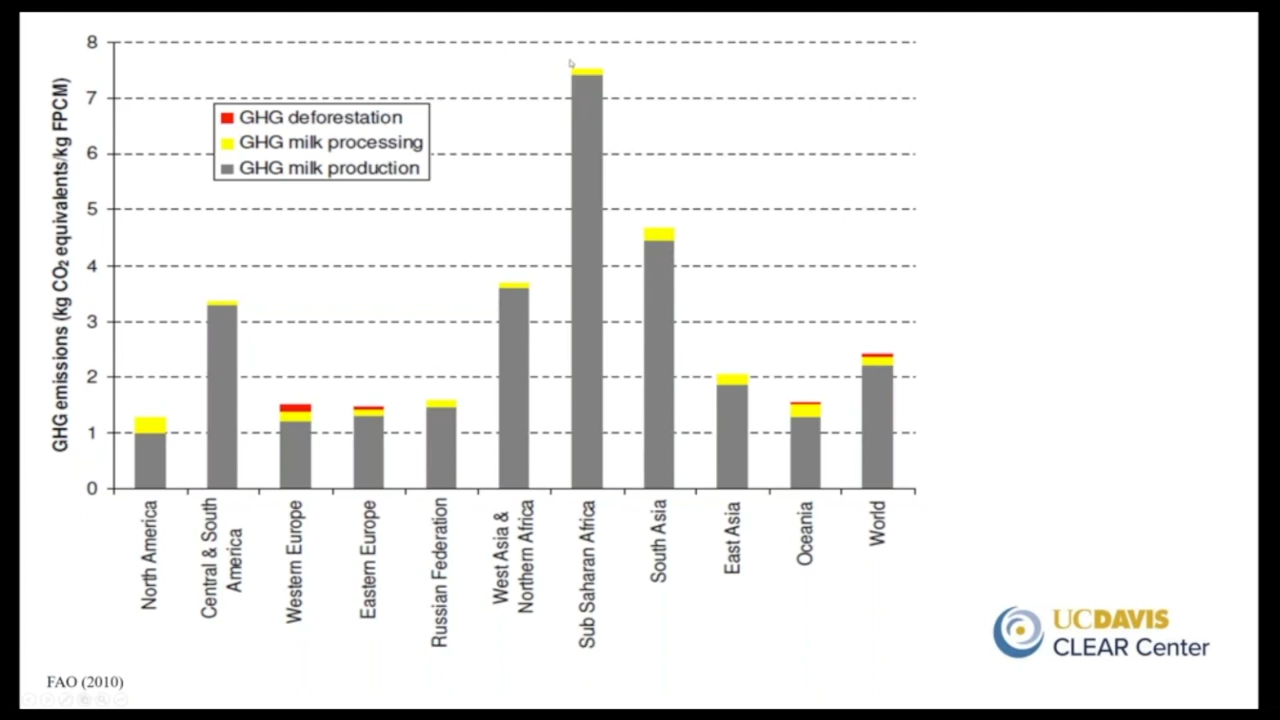 8
7
6
5
4
3
2
1
0
GHG emissions (kg CO₂ equivalents/kg FPCM)
GHG deforestation
GHG milk processing
GHG milk production
North America
Central & South
America
Western Europe
Eastern Europe
Russian Federation
West Asia &
Northern Africa
Sub Saharan Africa
South Asia
East Asia
Oceania
World
UCDAVIS
CLEAR Center
FAO (2010)